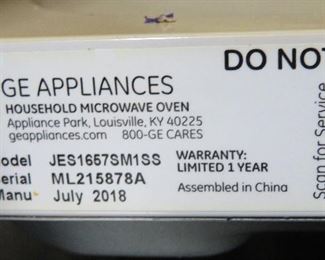 GE APPLIANCES
DO NO
HOUSEHOLD MICROWAVE OVEN
Appliance Park, Louisville, KY 40225
geappliances.com 800-GE CARES
odel JES1657SM1SS
erial ML215878A
Manu July 2018
WARRANTY:
LIMITED 1 YEAR
Assembled in China
Scan for Service